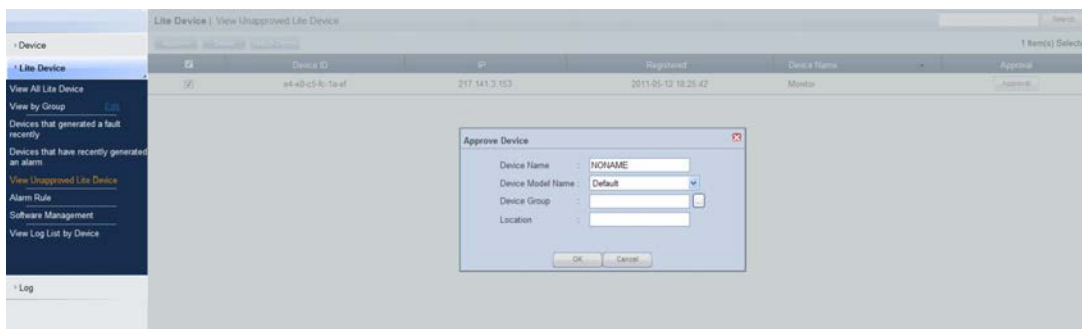 Lite Device | View Unapproved Lite Device
Device
1 Item(s) Select
Lite Device
Device ID IP Registered Device Name Approval
View All Lite Device
e4-e0-c5-fc-1a-ef 217.141.3.153 2011-05-12 18:25:42 Monitor Approval
View by Group Edit
Devices that generated a fault
recently
Devices that have recently generated
an alarm
View Unapproved Lite Device
Alarm Rule
Software Management
View Log List by Device
Log
Approve Device
Device Name : NONAME
Device Model Name : Default
Device Group : ...
Location :
OK Cancel